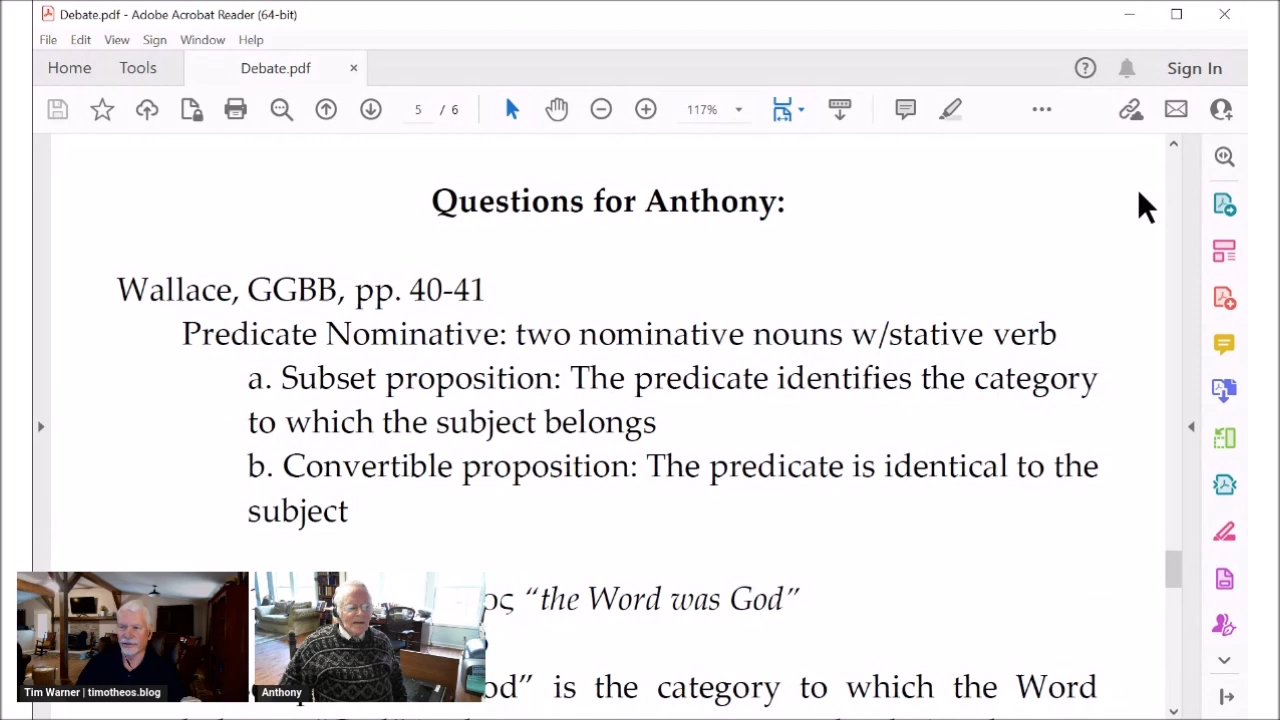 Debate.pdf - Adobe Acrobat Reader (64-bit)
File Edit View Sign Window Help
Home Tools Debate.pdf × Sign In
5 / 6 117%
Questions for Anthony:
Wallace, GGBB, pp. 40-41
Predicate Nominative: two nominative nouns w/stative verb
a. Subset proposition: The predicate identifies the category
to which the subject belongs
b. Convertible proposition: The predicate is identical to the
subject
ος “the Word was God”
od” is the category to which the Word
Tim Warner | timotheos.blog
Anthony